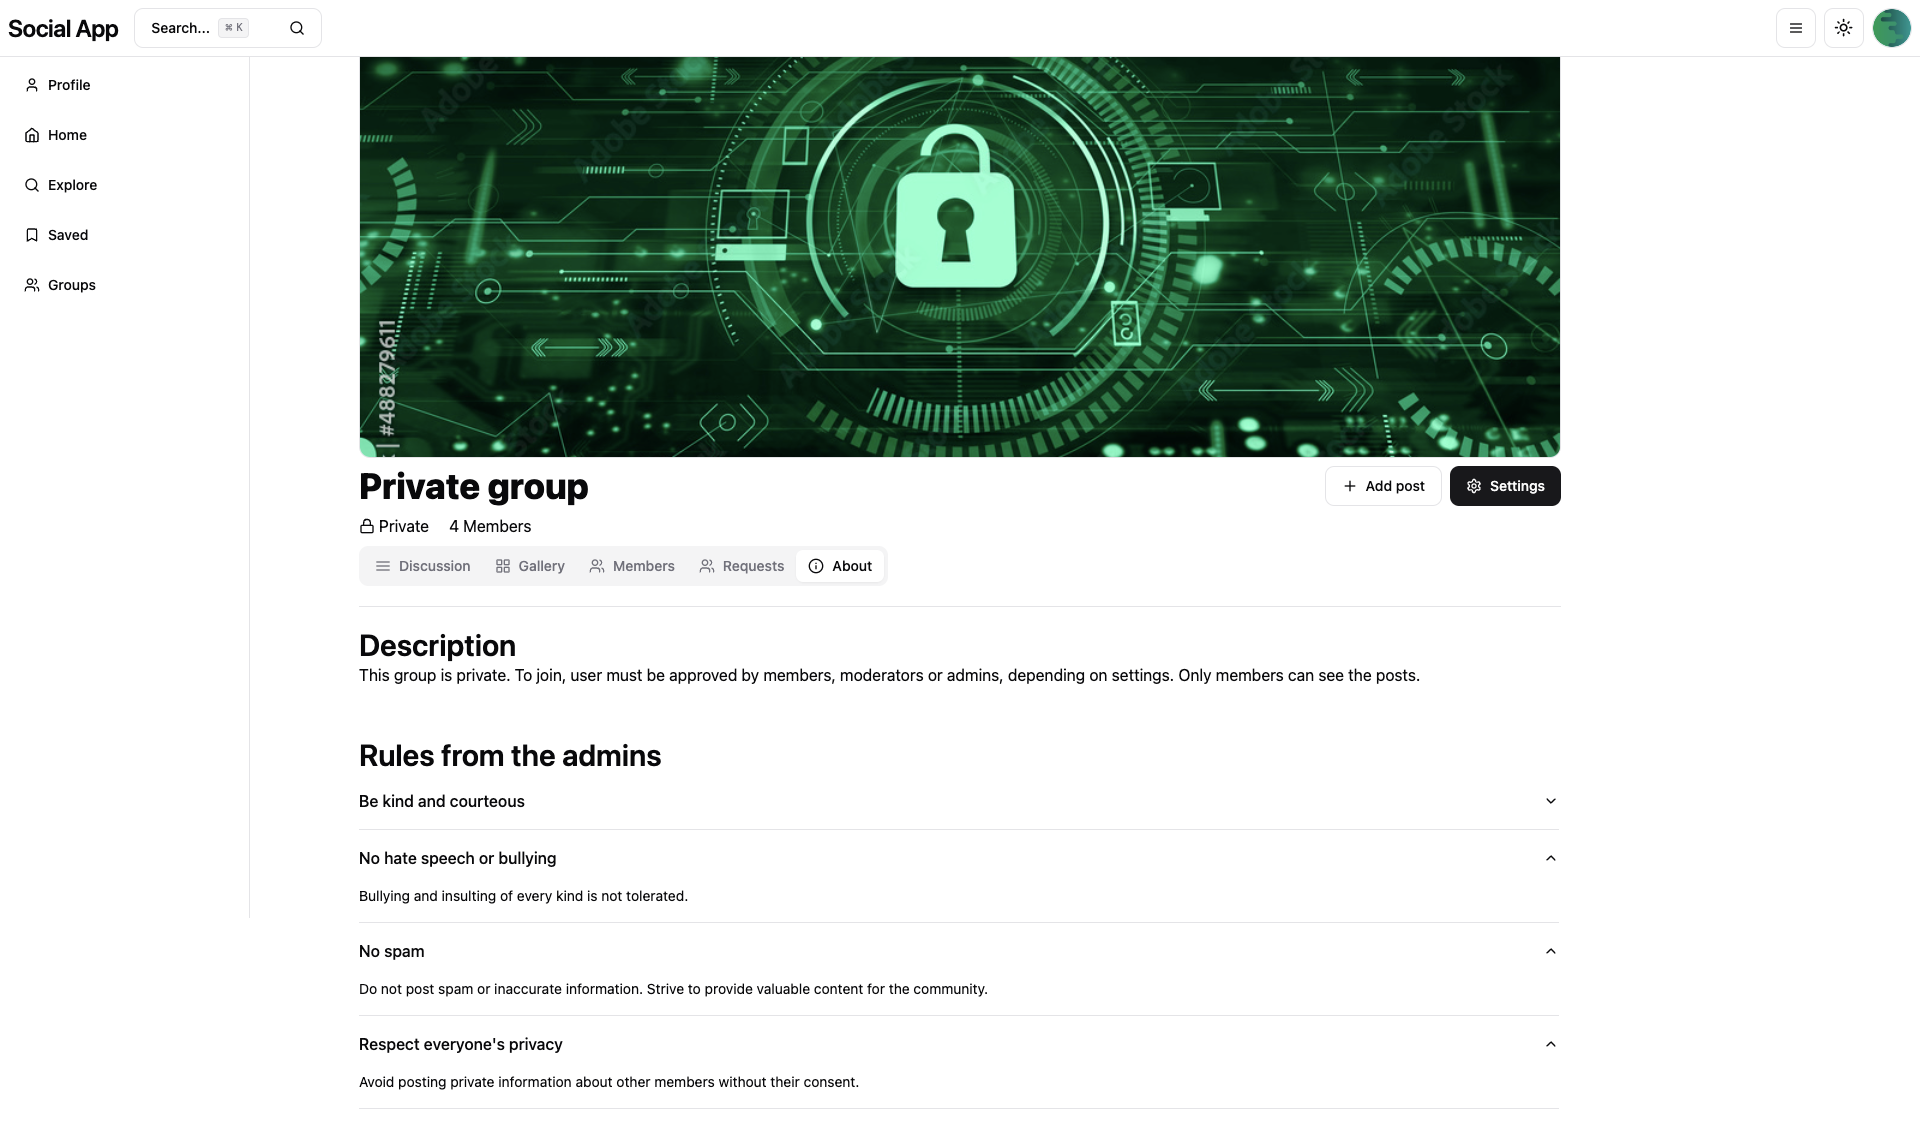 Social App
Search... ⌘ K
Profile
Home
Explore
Saved
Groups
| #488279611
Adobe Stock
Private group
Add post
Settings
Private 4 Members
Discussion Gallery Members Requests About
Description
This group is private. To join, user must be approved by members, moderators or admins, depending on settings. Only members can see the posts.
Rules from the admins
Be kind and courteous
No hate speech or bullying
Bullying and insulting of every kind is not tolerated.
No spam
Do not post spam or inaccurate information. Strive to provide valuable content for the community.
Respect everyone's privacy
Avoid posting private information about other members without their consent.